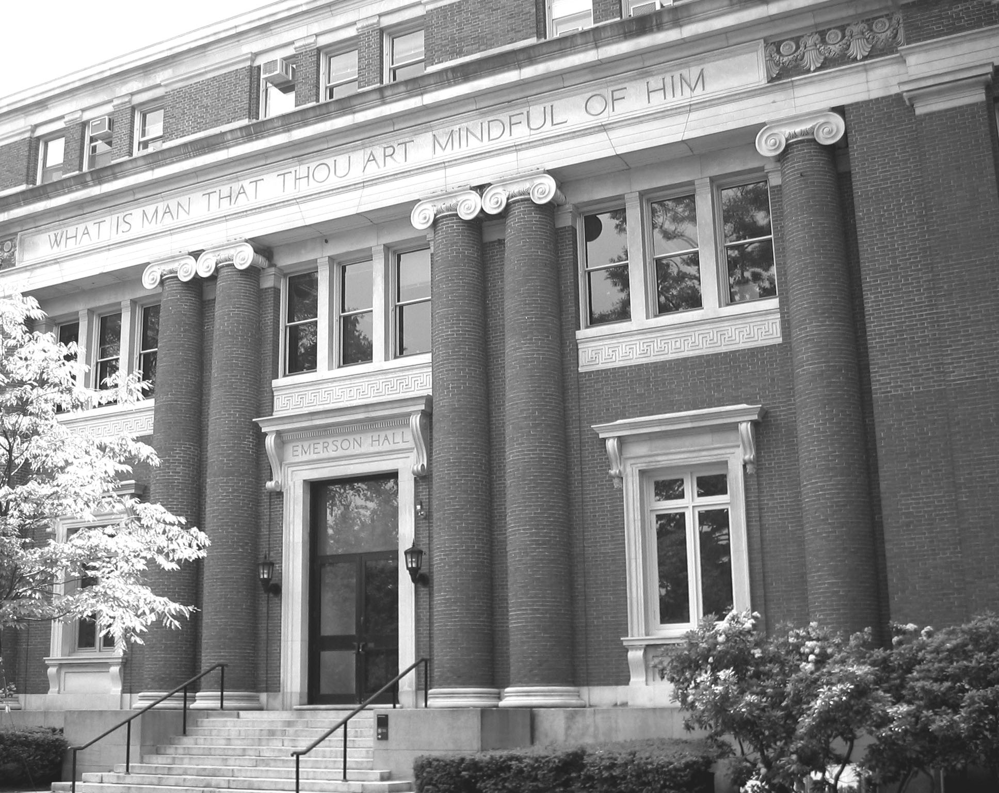 WHAT IS MAN THAT THOU ART MINDFUL OF HIM
EMERSON HALL